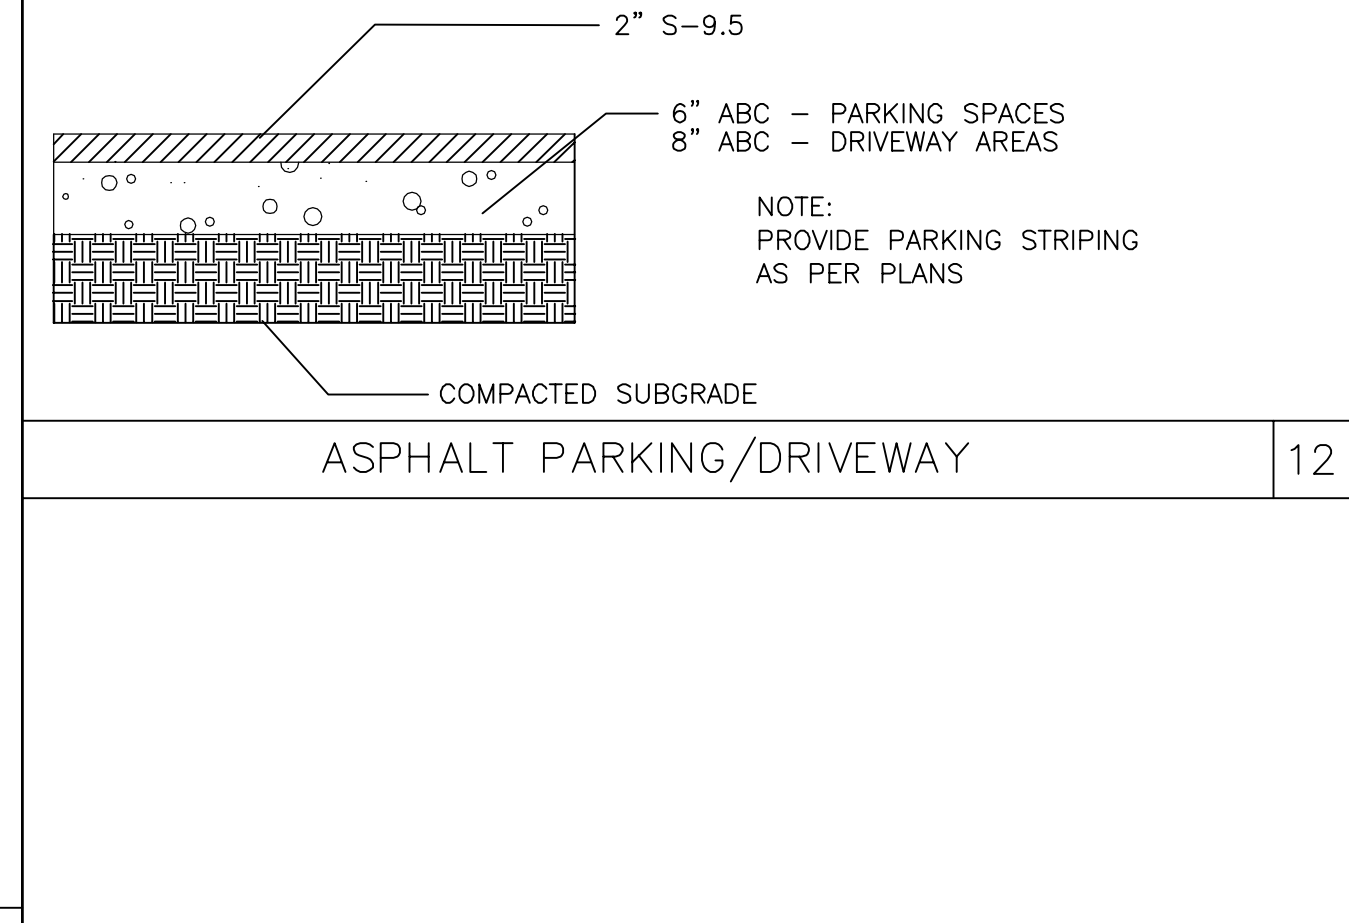 2” S-9.5
6” ABC - PARKING SPACES
8” ABC - DRIVEWAY AREAS
NOTE:
PROVIDE PARKING STRIPING
AS PER PLANS
COMPACTED SUBGRADE
ASPHALT PARKING/DRIVEWAY
12